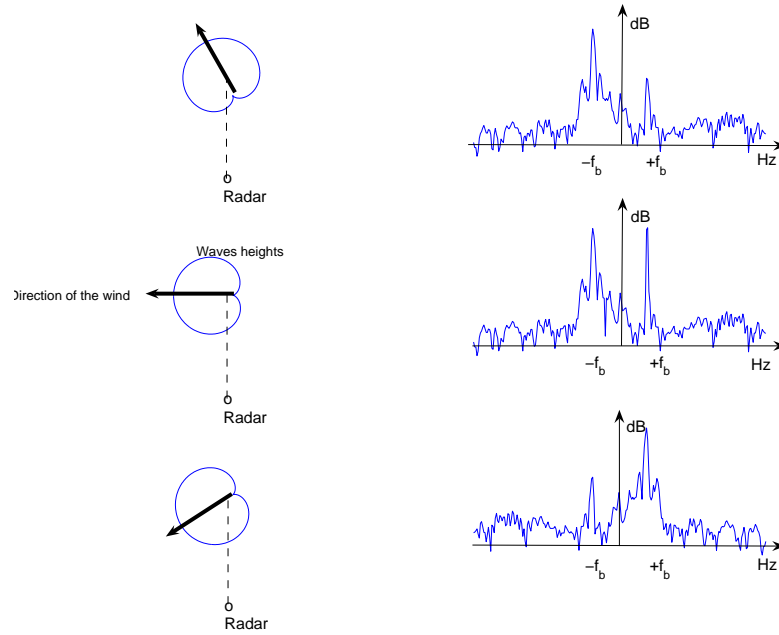 dB
−f_b
+f_b
Hz
Radar
Waves heights
Direction of the wind
dB
−f_b
+f_b
Hz
Radar
dB
−f_b
+f_b
Hz
Radar